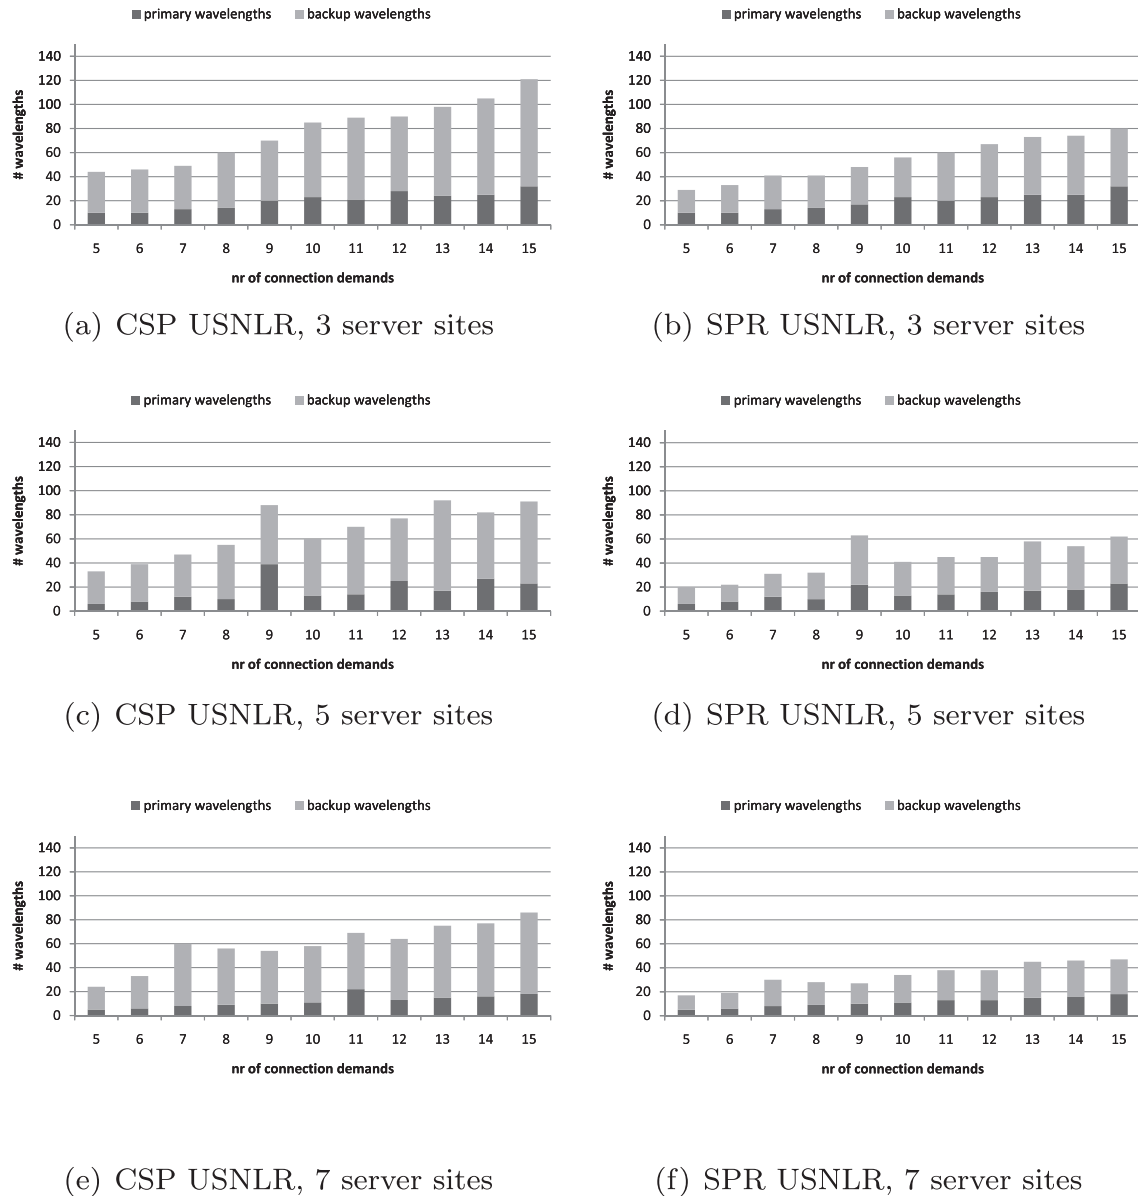 primary wavelengths backup wavelengths
# wavelengths
140
120
100
80
60
40
20
0
5 6 7 8 9 10 11 12 13 14 15
nr of connection demands
(a) CSP USNLR, 3 server sites
primary wavelengths backup wavelengths
# wavelengths
140
120
100
80
60
40
20
0
5 6 7 8 9 10 11 12 13 14 15
nr of connection demands
(b) SPR USNLR, 3 server sites
primary wavelengths backup wavelengths
# wavelengths
140
120
100
80
60
40
20
0
5 6 7 8 9 10 11 12 13 14 15
nr of connection demands
(c) CSP USNLR, 5 server sites
primary wavelengths backup wavelengths
# wavelengths
140
120
100
80
60
40
20
0
5 6 7 8 9 10 11 12 13 14 15
nr of connection demands
(d) SPR USNLR, 5 server sites
primary wavelengths backup wavelengths
# wavelengths
140
120
100
80
60
40
20
0
5 6 7 8 9 10 11 12 13 14 15
nr of connection demands
(e) CSP USNLR, 7 server sites
primary wavelengths backup wavelengths
# wavelengths
140
120
100
80
60
40
20
0
5 6 7 8 9 10 11 12 13 14 15
nr of connection demands
(f) SPR USNLR, 7 server sites